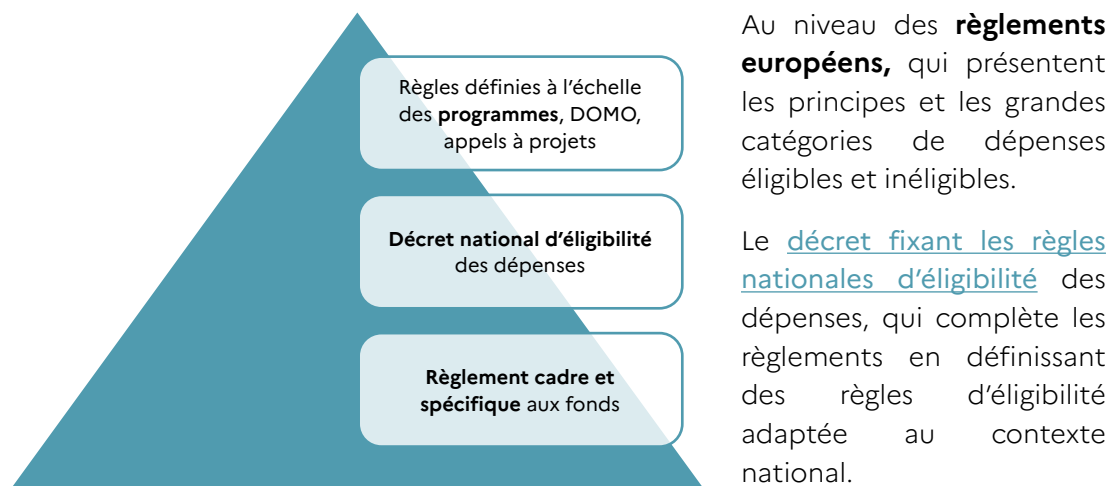 Règles définies à l'échelle
des programmes, DOMO,
appels à projets
Décret national d'éligibilité
des dépenses
Règlement cadre et
spécifique aux fonds
Au niveau des règlements
européens, qui présentent
les principes et les grandes
catégories de dépenses
éligibles et inéligibles.
Le décret fixant les règles
nationales d'éligibilité des
dépenses, qui complète les
règlements en définissant
des règles d'éligibilité
adaptée au contexte
national.